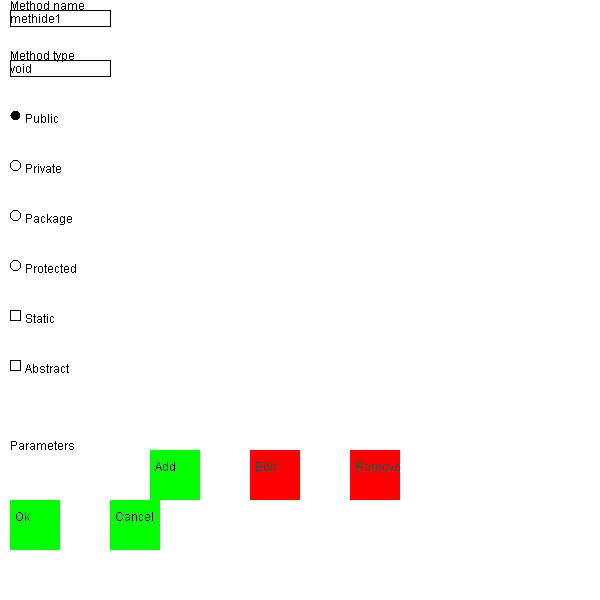 Method name
methide1
Method type
void
Public
Private
Package
Protected
Static
Abstract
Parameters
Add Edit Remove
Ok Cancel